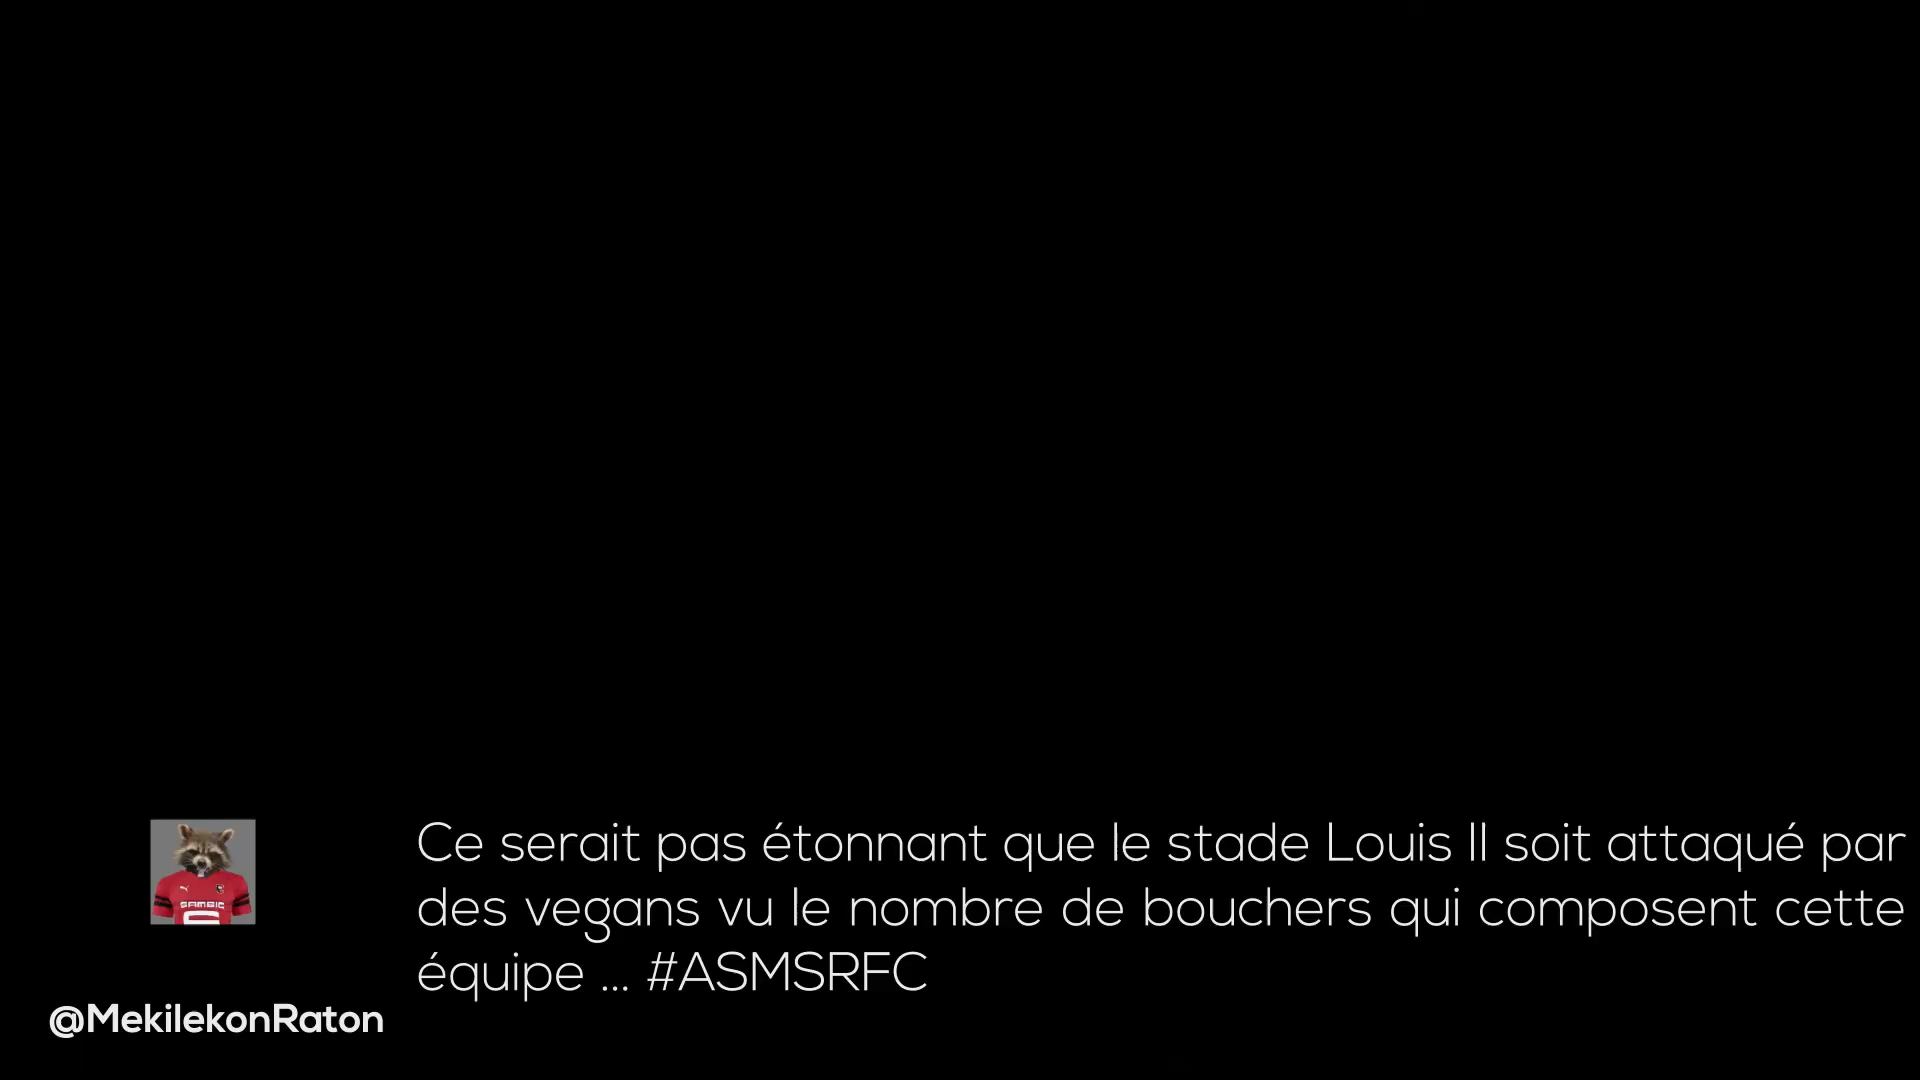 Ce serait pas étonnant que le stade Louis II soit attaqué par
des vegans vu le nombre de bouchers qui composent cette
équipe ... #ASMSRFC
SAMSIC
@MekilekonRaton